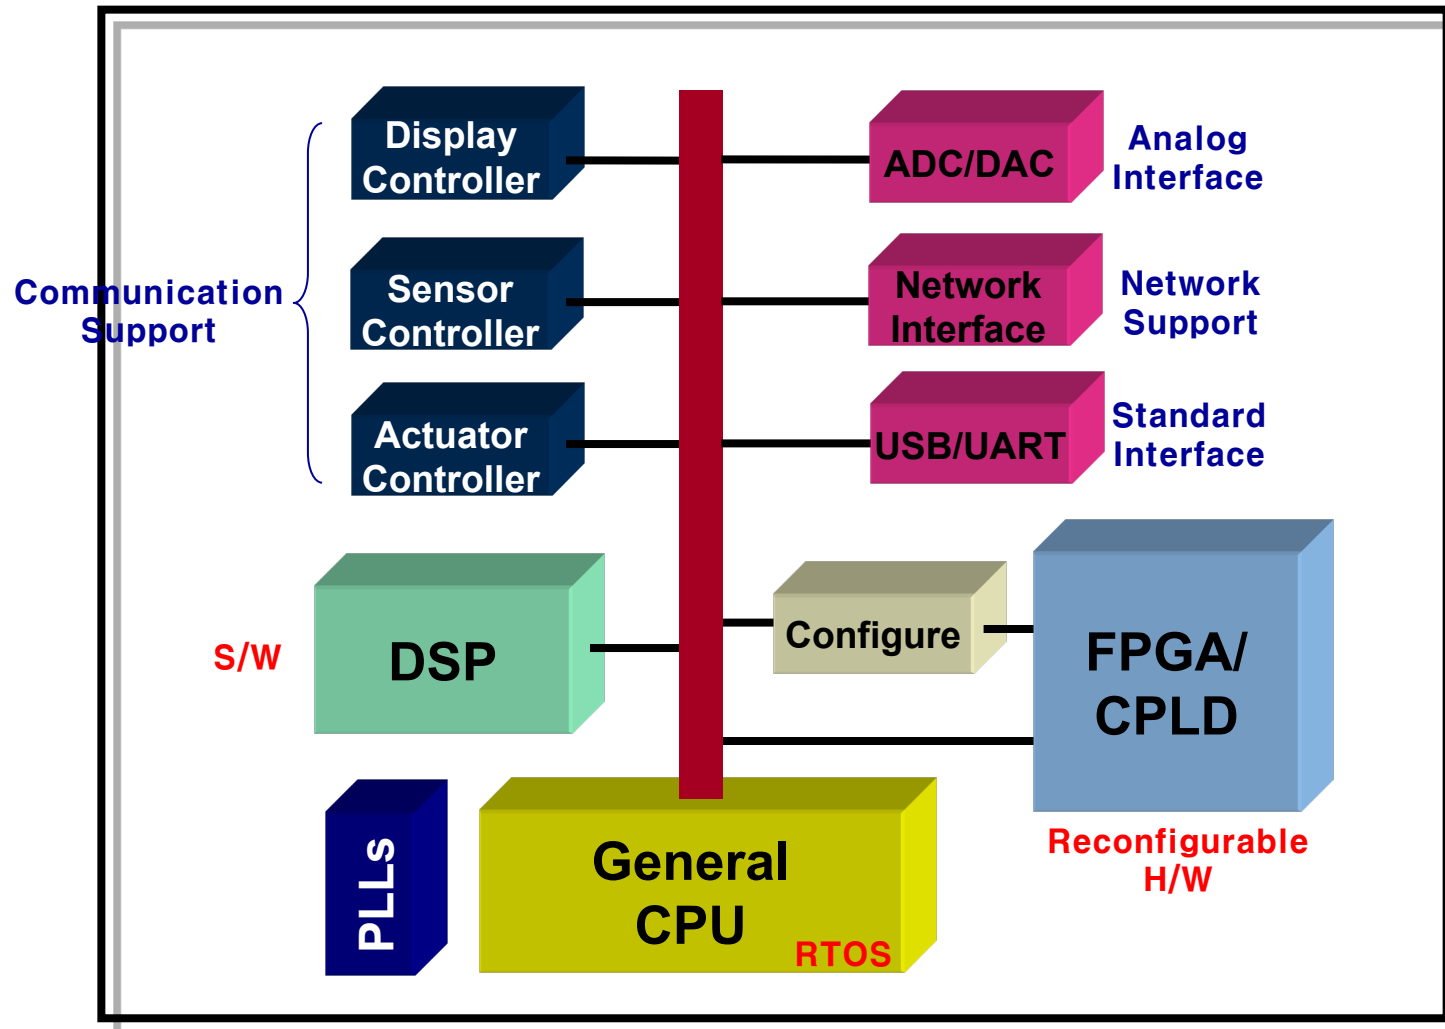 Display
Controller
ADC/DAC
Analog
Interface
Communication
Support
Sensor
Controller
Network
Interface
Network
Support
Actuator
Controller
USB/UART
Standard
Interface
S/W
DSP
Configure
FPGA/
CPLD
Reconfigurable
H/W
PLLs
General
CPU
RTOS